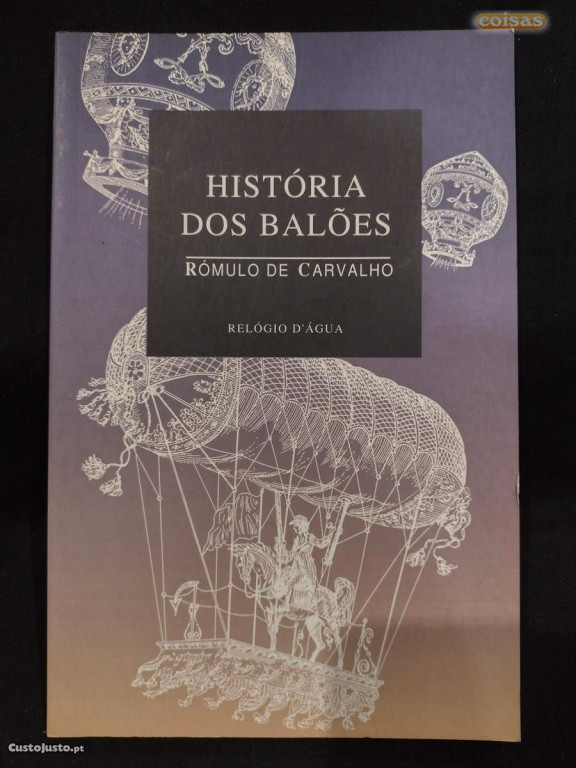 coisas
HISTÓRIA
DOS BALÕES
RÓMULO DE CARVALHO
RELÓGIO D'ÁGUA
CUSTOJUSTO.pt